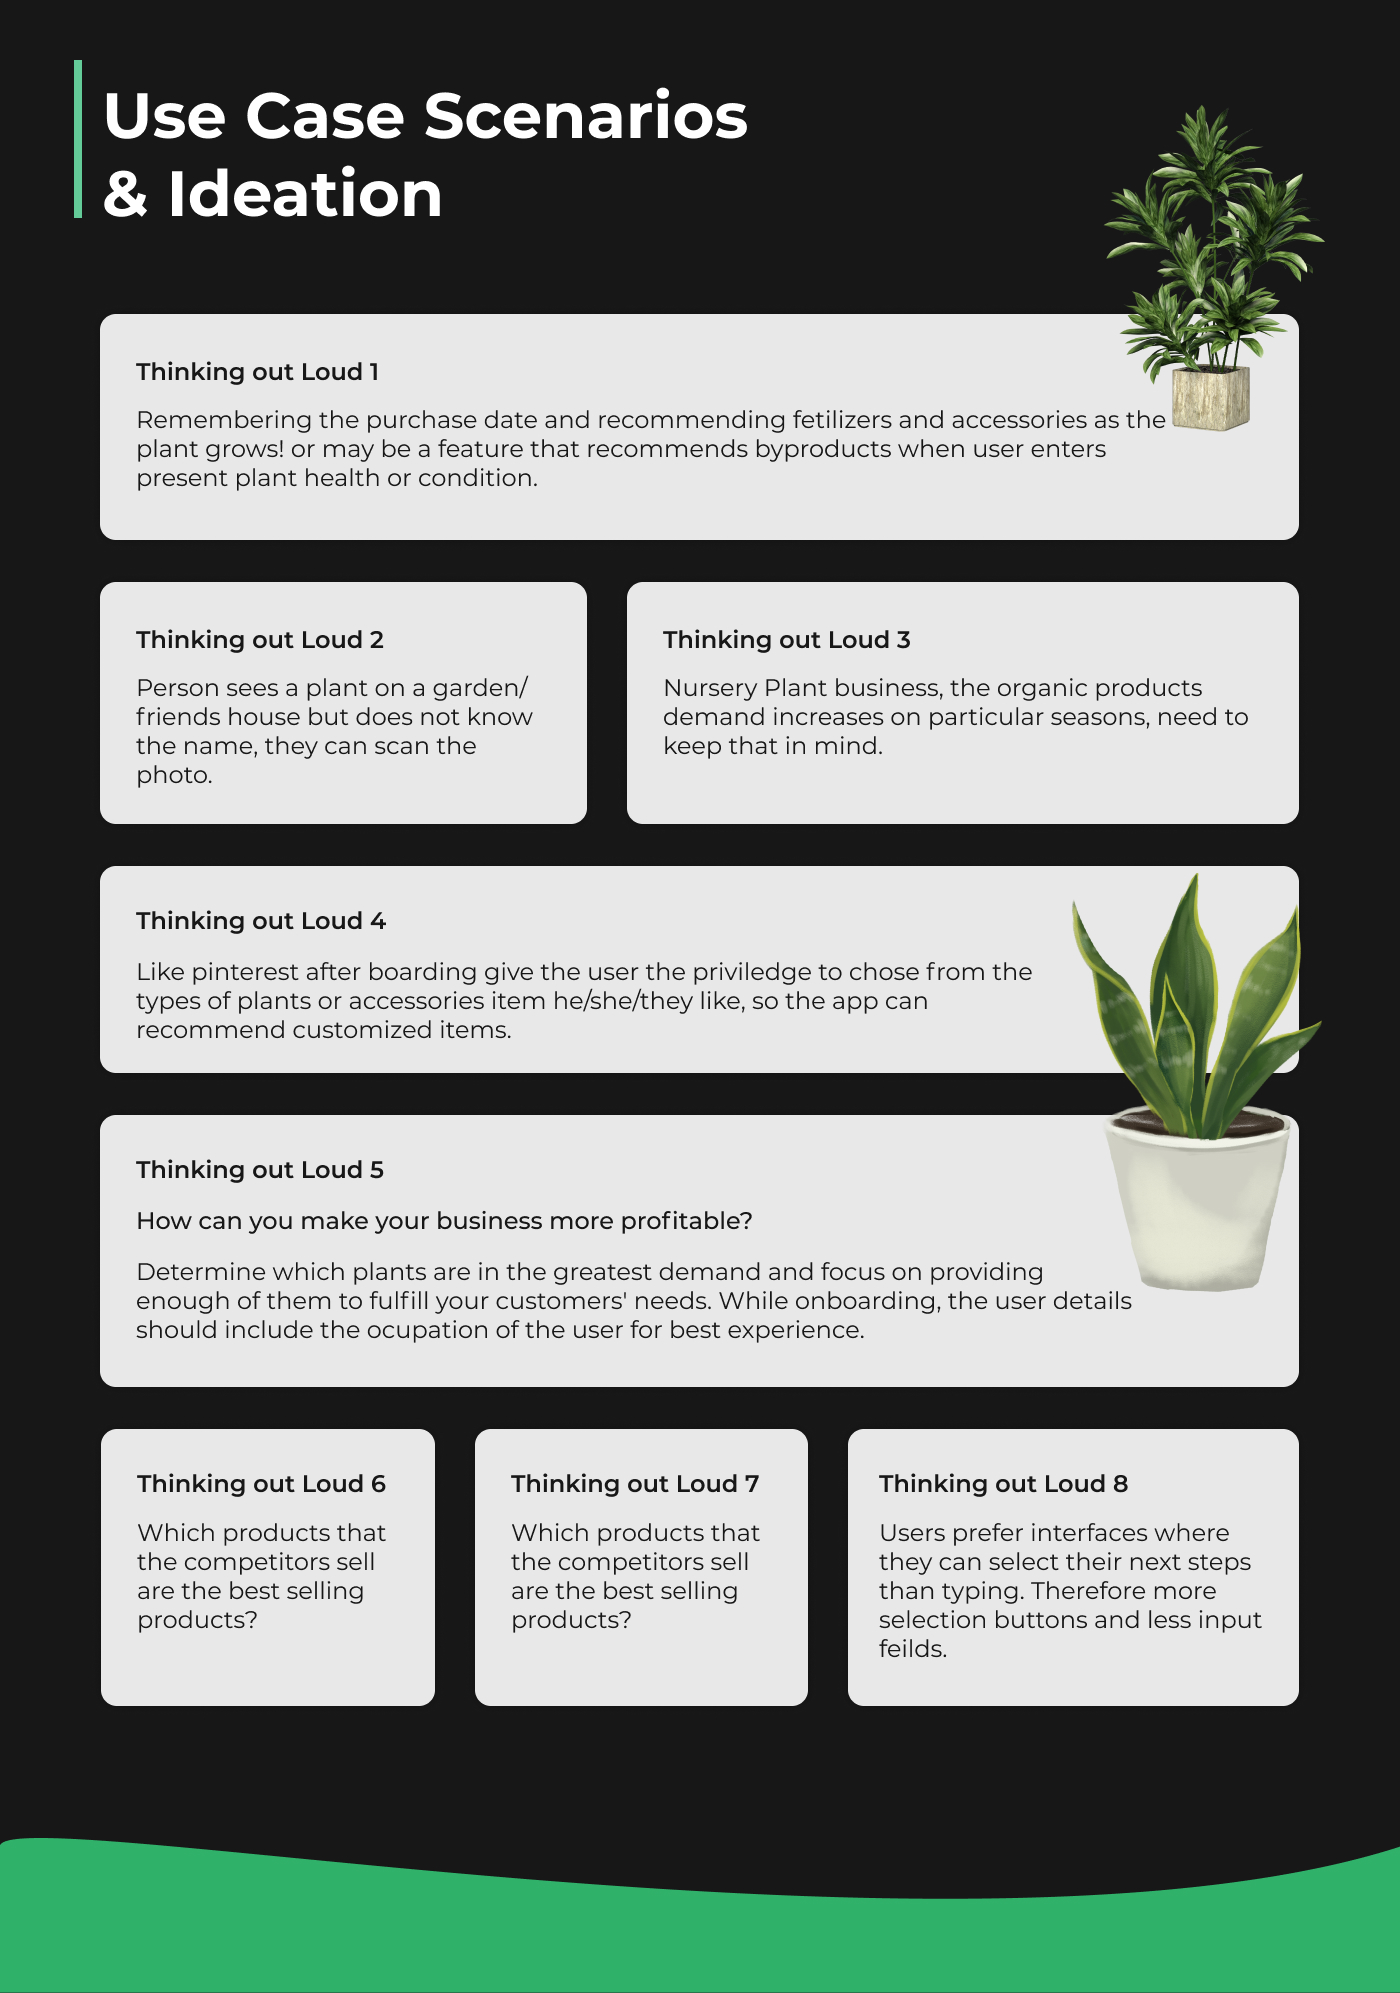 Use Case Scenarios
& Ideation
Thinking out Loud 1
Remembering the purchase date and recommending fetilizers and accessories as the
plant grows! or may be a feature that recommends byproducts when user enters
present plant health or condition.
Thinking out Loud 2
Person sees a plant on a garden/
friends house but does not know
the name, they can scan the
photo.
Thinking out Loud 3
Nursery Plant business, the organic products
demand increases on particular seasons, need to
keep that in mind.
Thinking out Loud 4
Like pinterest after boarding give the user the priviledge to chose from the
types of plants or accessories item he/she/they like, so the app can
recommend customized items.
Thinking out Loud 5
How can you make your business more profitable?
Determine which plants are in the greatest demand and focus on providing
enough of them to fulfill your customers' needs. While onboarding, the user details
should include the ocupation of the user for best experience.
Thinking out Loud 6
Which products that
the competitors sell
are the best selling
products?
Thinking out Loud 7
Which products that
the competitors sell
are the best selling
products?
Thinking out Loud 8
Users prefer interfaces where
they can select their next steps
than typing. Therefore more
selection buttons and less input
feilds.